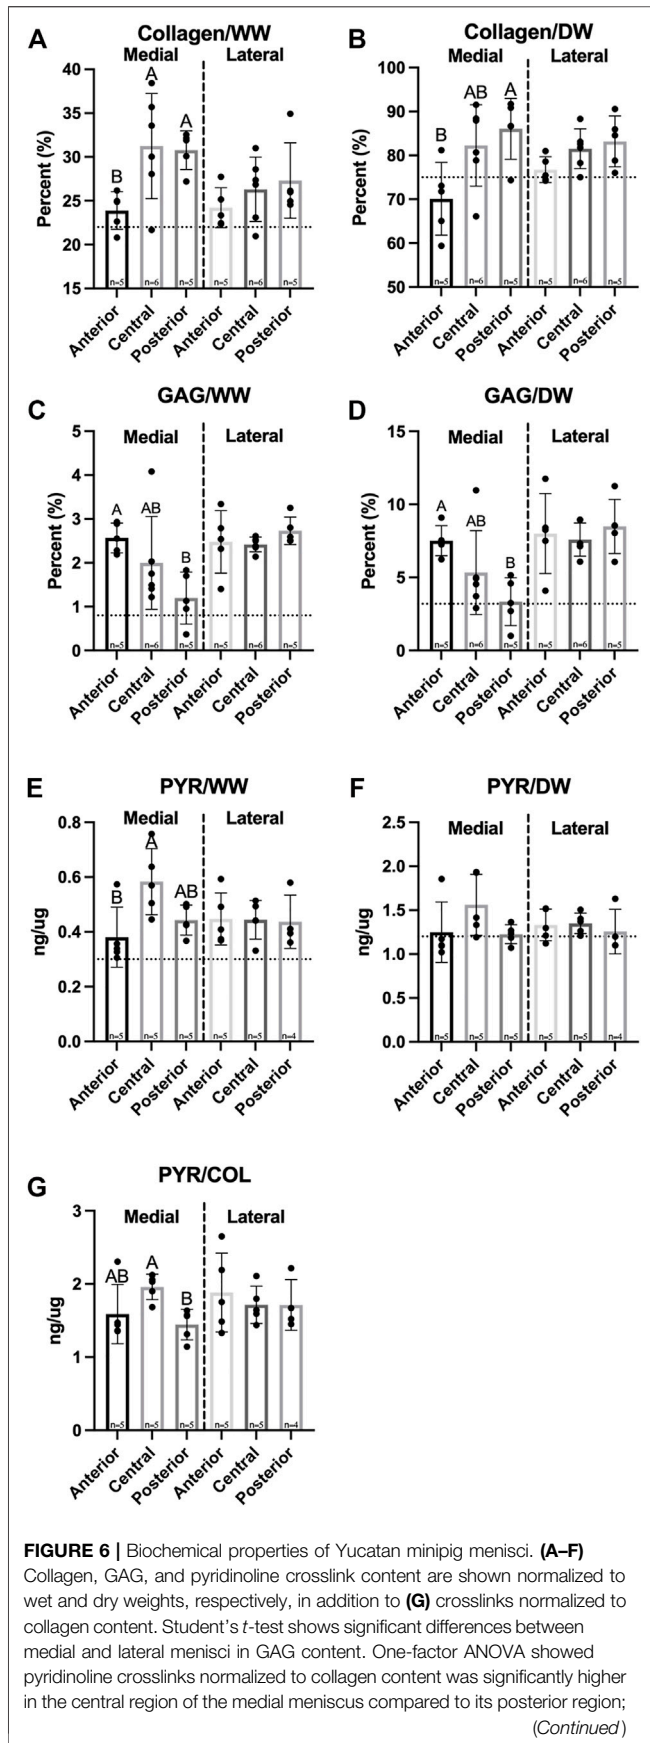 A
Collagen/WW
Medial
Lateral
Percent (%)
40
35
30
25
20
15
B
A
A
n=5
n=6
n=5
n=5
n=6
n=5
Anterior
Central
Posterior
Anterior
Central
Posterior
B
Collagen/DW
Medial
Lateral
Percent (%)
100
90
80
70
60
50
B
AB
A
n=5
n=6
n=5
n=5
n=6
n=5
Anterior
Central
Posterior
Anterior
Central
Posterior
C
GAG/WW
Medial
Lateral
Percent (%)
5
4
3
2
1
0
A
AB
B
n=5
n=6
n=5
n=5
n=6
n=5
Anterior
Central
Posterior
Anterior
Central
Posterior
D
GAG/DW
Medial
Lateral
Percent (%)
15
10
5
0
A
AB
B
n=5
n=6
n=5
n=5
n=6
n=5
Anterior
Central
Posterior
Anterior
Central
Posterior
E
PYR/WW
Medial
Lateral
ng/ug
0.8
0.6
0.4
0.2
0.0
B
A
AB
n=5
n=5
n=5
n=5
n=5
n=4
Anterior
Central
Posterior
Anterior
Central
Posterior
F
PYR/DW
Medial
Lateral
ng/ug
2.5
2.0
1.5
1.0
0.5
0.0
n=5
n=5
n=5
n=5
n=5
n=4
Anterior
Central
Posterior
Anterior
Central
Posterior
G
PYR/COL
Medial
Lateral
ng/ug
3
2
1
0
AB
A
B
n=5
n=5
n=5
n=5
n=5
n=4
Anterior
Central
Posterior
Anterior
Central
Posterior
FIGURE 6 | Biochemical properties of Yucatan minipig menisci. (A–F)
Collagen, GAG, and pyridinoline crosslink content are shown normalized to
wet and dry weights, respectively, in addition to (G) crosslinks normalized to
collagen content. Student's t-test shows significant differences between
medial and lateral menisci in GAG content. One-factor ANOVA showed
pyridinoline crosslinks normalized to collagen content was significantly higher
in the central region of the medial meniscus compared to its posterior region;
(Continued)